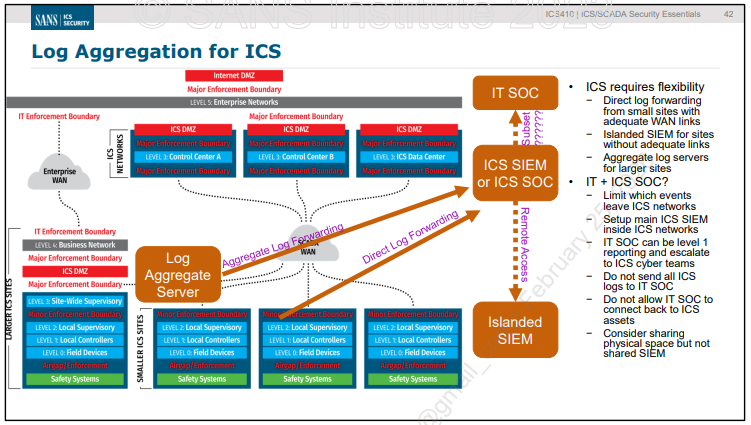 © SANS Institute 202
SANS ICS SECURITY
ICS410 | ICS/SCADA Security Essentials 42
Log Aggregation for ICS
Internet DMZ
Major Enforcement Boundary
LEVEL 5: Enterprise Networks
IT Enforcement Boundary
Major Enforcement Boundary
Enterprise WAN
ICS NETWORKS
ICS DMZ
Major Enforcement Boundary
LEVEL 3: Control Center A
Major Enforcement Boundary
ICS DMZ
Major Enforcement Boundary
LEVEL 3: Control Center B
Major Enforcement Boundary
ICS DMZ
Major Enforcement Boundary
LEVEL 3: ICS Data Center
Major Enforcement Boundary
WAN
LARGER ICS SITES
IT Enforcement Boundary
LEVEL 4: Business Network
Major Enforcement Boundary
ICS DMZ
Major Enforcement Boundary
LEVEL 3: Site-Wide Supervisory
Minor Enforcement Boundary
LEVEL 2: Local Supervisory
LEVEL 1: Local Controllers
LEVEL 0: Field Devices
Airgap/Enforcement
Safety Systems
SMALLER ICS SITES
Minor Enforcement Boundary
LEVEL 2: Local Supervisory
LEVEL 1: Local Controllers
LEVEL 0: Field Devices
Airgap/Enforcement
Safety Systems
Minor Enforcement Boundary
LEVEL 2: Local Supervisory
LEVEL 1: Local Controllers
LEVEL 0: Field Devices
Airgap/Enforcement
Safety Systems
Minor Enforcement Boundary
LEVEL 2: Local Supervisory
LEVEL 1: Local Controllers
LEVEL 0: Field Devices
Airgap/Enforcement
Safety Systems
Log
Aggregate
Server
Aggregate Log Forwarding
Direct Log Forwarding
IT SOC
Subset
???????
ICS SIEM
or ICS SOC
Remote Access
Islanded
SIEM
• ICS requires flexibility
– Direct log forwarding
from small sites with
adequate WAN links
– Islanded SIEM for sites
without adequate links
– Aggregate log servers
for larger sites
• IT + ICS SOC?
– Limit which events
leave ICS networks
– Setup main ICS SIEM
inside ICS networks
– IT SOC can be level 1
reporting and escalate
to ICS cyber teams
– Do not send all ICS
logs to IT SOC
– Do not allow IT SOC to
connect back to ICS
assets
– Consider sharing
physical space but not
shared SIEM
@gmail_
February 25